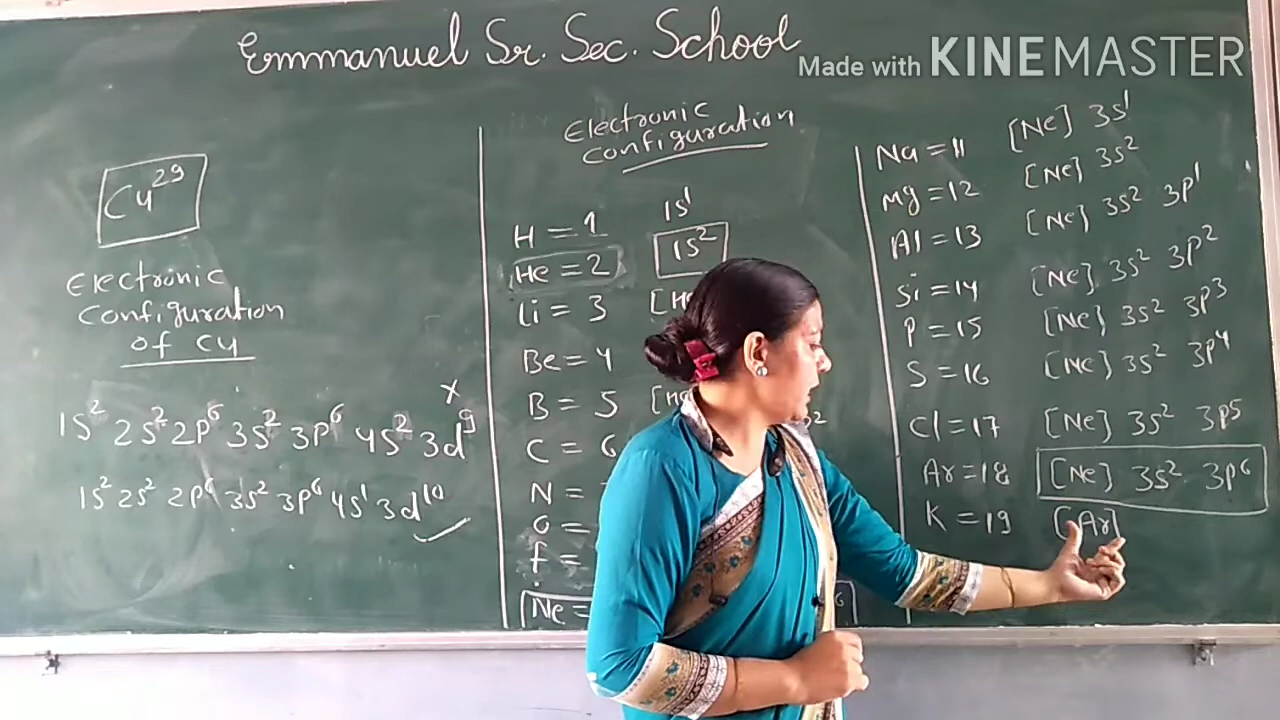 Emmanuel Sr. Sec. School
Made with KINEMASTER
Cu²⁹
Electronic
Configuration
of Cu
x
1s² 2s² 2p⁶ 3s² 3p⁶ 4s² 3d⁹
1s² 2s² 2p⁶ 3s² 3p⁶ 4s¹ 3d¹⁰ ✓
Electronic
Configuration
H = 1 1s¹
He = 2 1s²
Li = 3
Be = 4
B = 5
C = 6
N =
O =
F =
Ne =
Na = 11 [Ne] 3s¹
Mg = 12 [Ne] 3s²
Al = 13 [Ne] 3s² 3p¹
Si = 14 [Ne] 3s² 3p²
P = 15 [Ne] 3s² 3p³
S = 16 [Ne] 3s² 3p⁴
Cl = 17 [Ne] 3s² 3p⁵
Ar = 18 [Ne] 3s² 3p⁶
K = 19 [Ar]